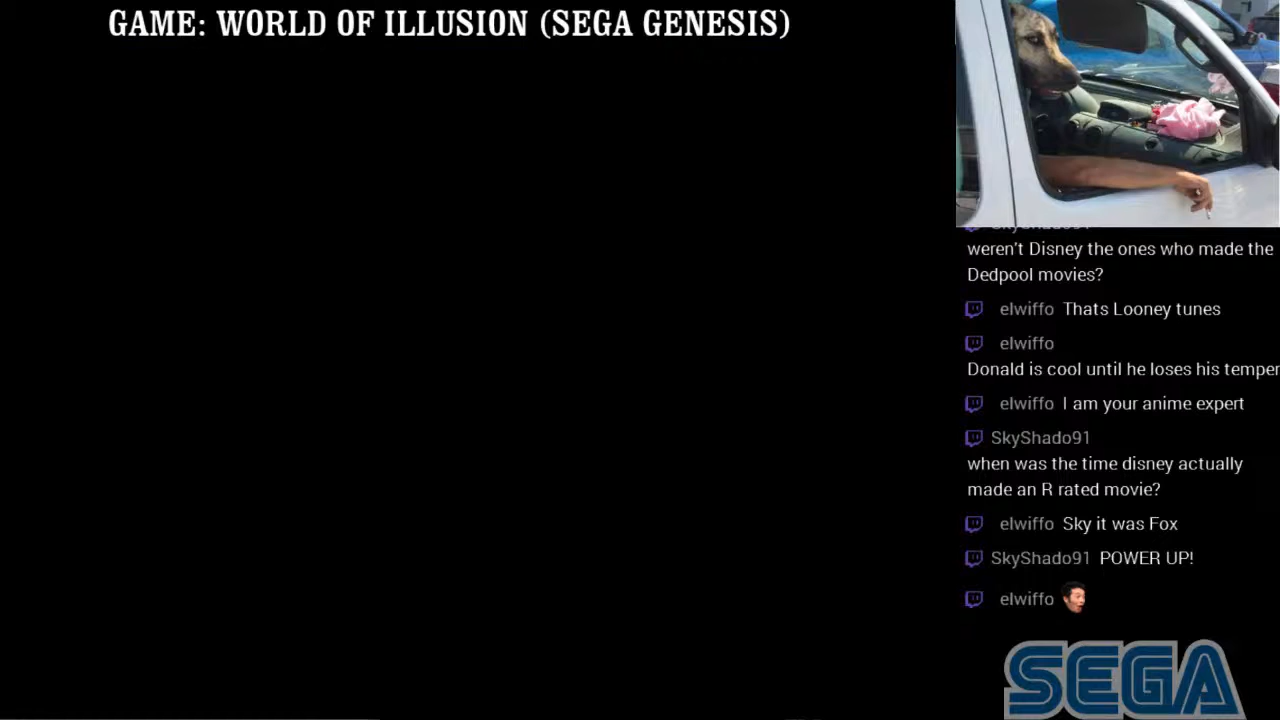 GAME: WORLD OF ILLUSION (SEGA GENESIS)
SkyShado91
weren't Disney the ones who made the
Dedpool movies?
elwiffo Thats Looney tunes
elwiffo
Donald is cool until he loses his temper
elwiffo I am your anime expert
SkyShado91
when was the time disney actually
made an R rated movie?
elwiffo Sky it was Fox
SkyShado91 POWER UP!
elwiffo
SEGA